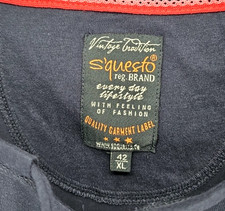 Vintage Tradition
S'questo
reg. BRAND
every day
lifestyle
WITH FEELING
OF FASHION
QUALITY GARMENT LABEL
42
XL